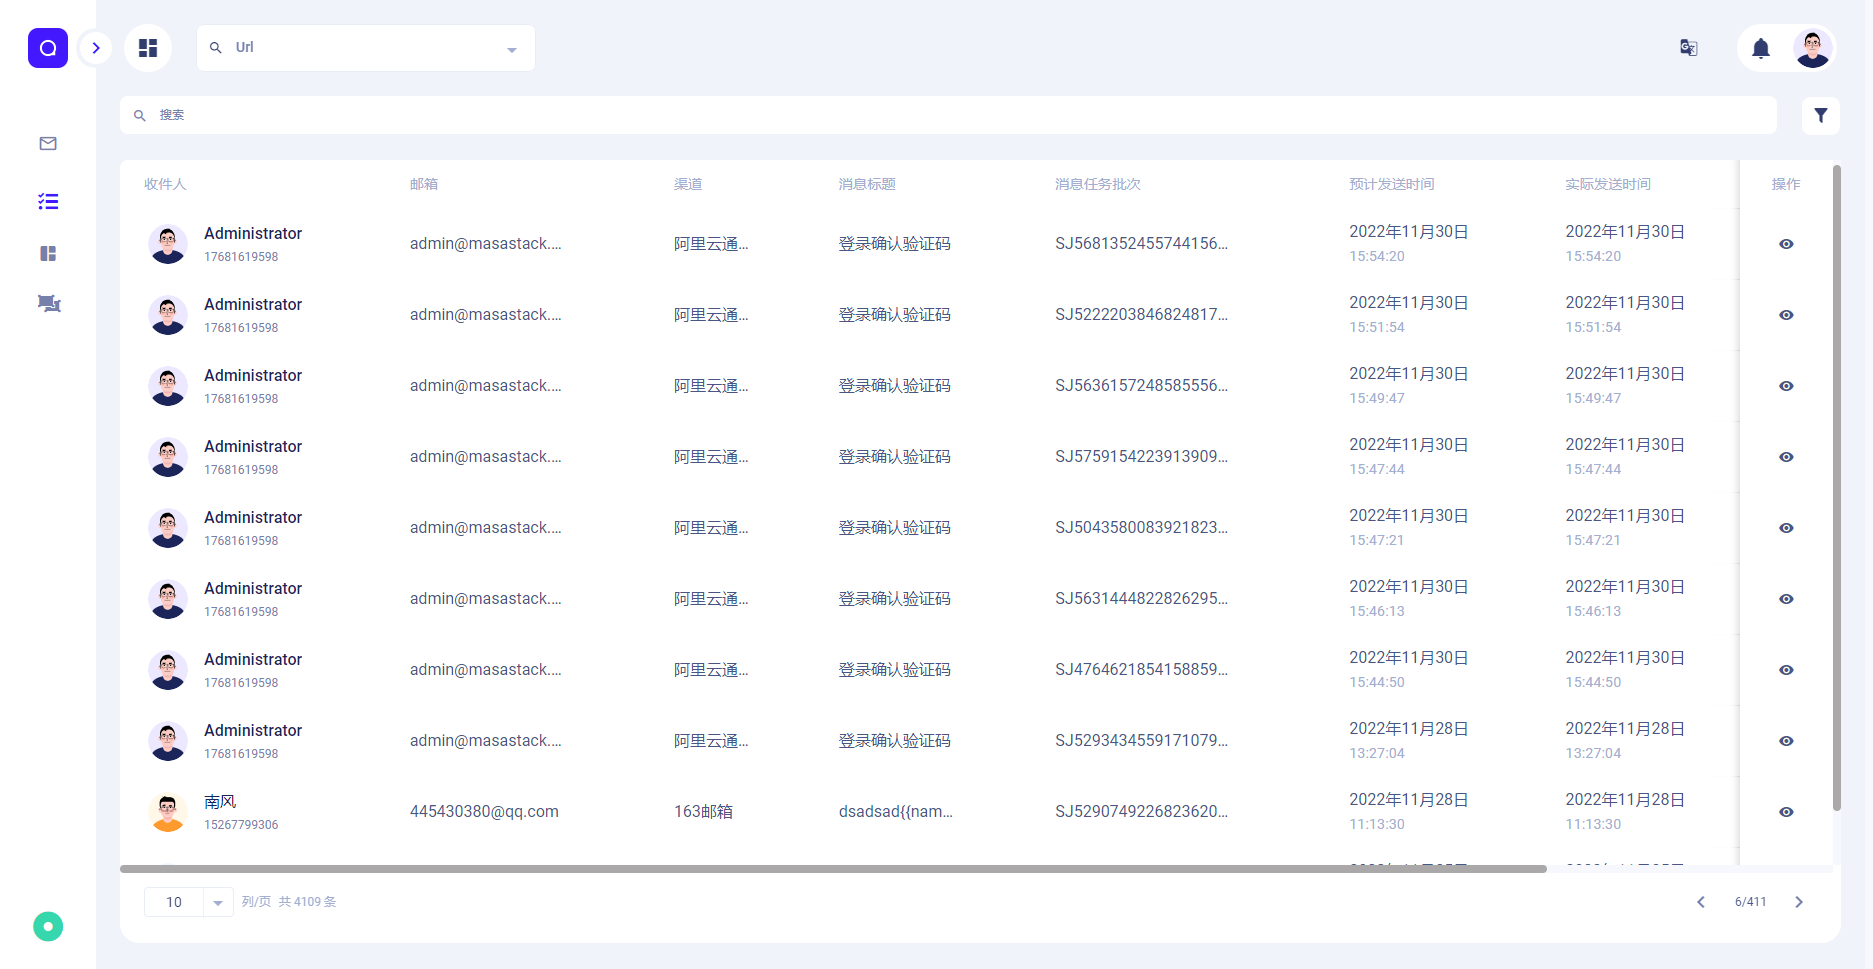 Url
搜索
收件人 邮箱 渠道 消息标题 消息任务批次 预计发送时间 实际发送时间 操作
Administrator
17681619598
admin@masastack.... 阿里云通... 登录确认验证码 SJ5681352455744156... 2022年11月30日 2022年11月30日
15:54:20 15:54:20
Administrator
17681619598
admin@masastack.... 阿里云通... 登录确认验证码 SJ5222203846824817... 2022年11月30日 2022年11月30日
15:51:54 15:51:54
Administrator
17681619598
admin@masastack.... 阿里云通... 登录确认验证码 SJ5636157248585556... 2022年11月30日 2022年11月30日
15:49:47 15:49:47
Administrator
17681619598
admin@masastack.... 阿里云通... 登录确认验证码 SJ5759154223913909... 2022年11月30日 2022年11月30日
15:47:44 15:47:44
Administrator
17681619598
admin@masastack.... 阿里云通... 登录确认验证码 SJ5043580083921823... 2022年11月30日 2022年11月30日
15:47:21 15:47:21
Administrator
17681619598
admin@masastack.... 阿里云通... 登录确认验证码 SJ5631444822826295... 2022年11月30日 2022年11月30日
15:46:13 15:46:13
Administrator
17681619598
admin@masastack.... 阿里云通... 登录确认验证码 SJ4764621854158859... 2022年11月30日 2022年11月30日
15:44:50 15:44:50
Administrator
17681619598
admin@masastack.... 阿里云通... 登录确认验证码 SJ5293434559171079... 2022年11月28日 2022年11月28日
13:27:04 13:27:04
南风
15267799306
445430380@qq.com 163邮箱 dsadsad{{nam... SJ5290749226823620... 2022年11月28日 2022年11月28日
11:13:30 11:13:30
10 列/页 共 4109 条 6/411